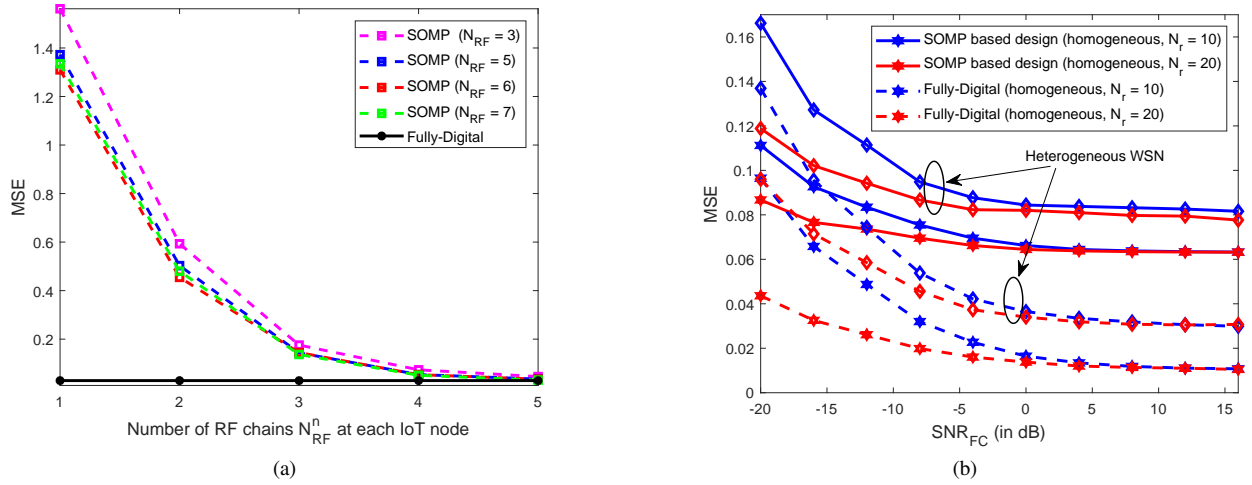 1.4
1.2
1
0.8
0.6
0.4
0.2
MSE
SOMP (N_RF = 3)
SOMP (N_RF = 5)
SOMP (N_RF = 6)
SOMP (N_RF = 7)
Fully-Digital
1 2 3 4 5
Number of RF chains N^n_RF at each IoT node
(a)
0.16
0.14
0.12
0.1
0.08
0.06
0.04
0.02
0
MSE
SOMP based design (homogeneous, N_r = 10)
SOMP based design (homogeneous, N_r = 20)
Fully-Digital (homogeneous, N_r = 10)
Fully-Digital (homogeneous, N_r = 20)
Heterogeneous WSN
-20 -15 -10 -5 0 5 10 15
SNR_FC (in dB)
(b)